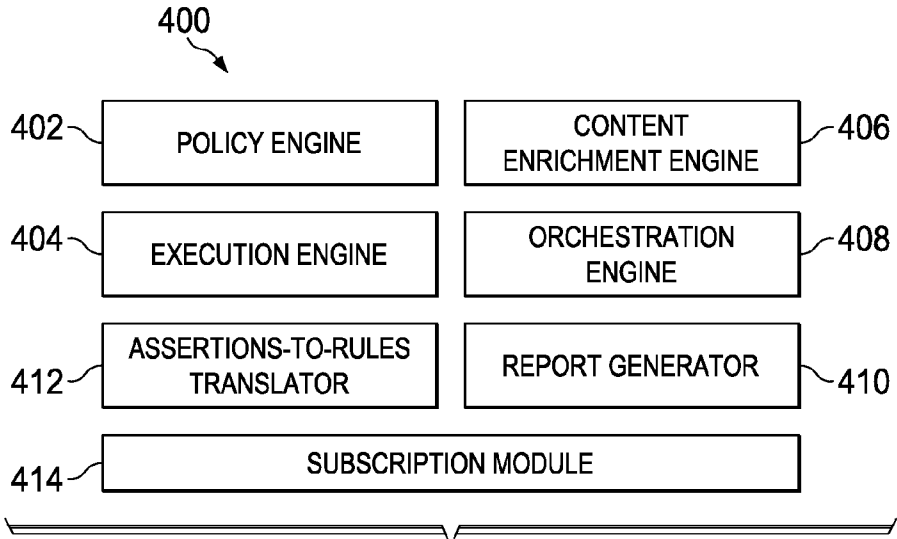 400
402
POLICY ENGINE
CONTENT
ENRICHMENT ENGINE
406
404
EXECUTION ENGINE
ORCHESTRATION
ENGINE
408
412
ASSERTIONS-TO-RULES
TRANSLATOR
REPORT GENERATOR
410
414
SUBSCRIPTION MODULE